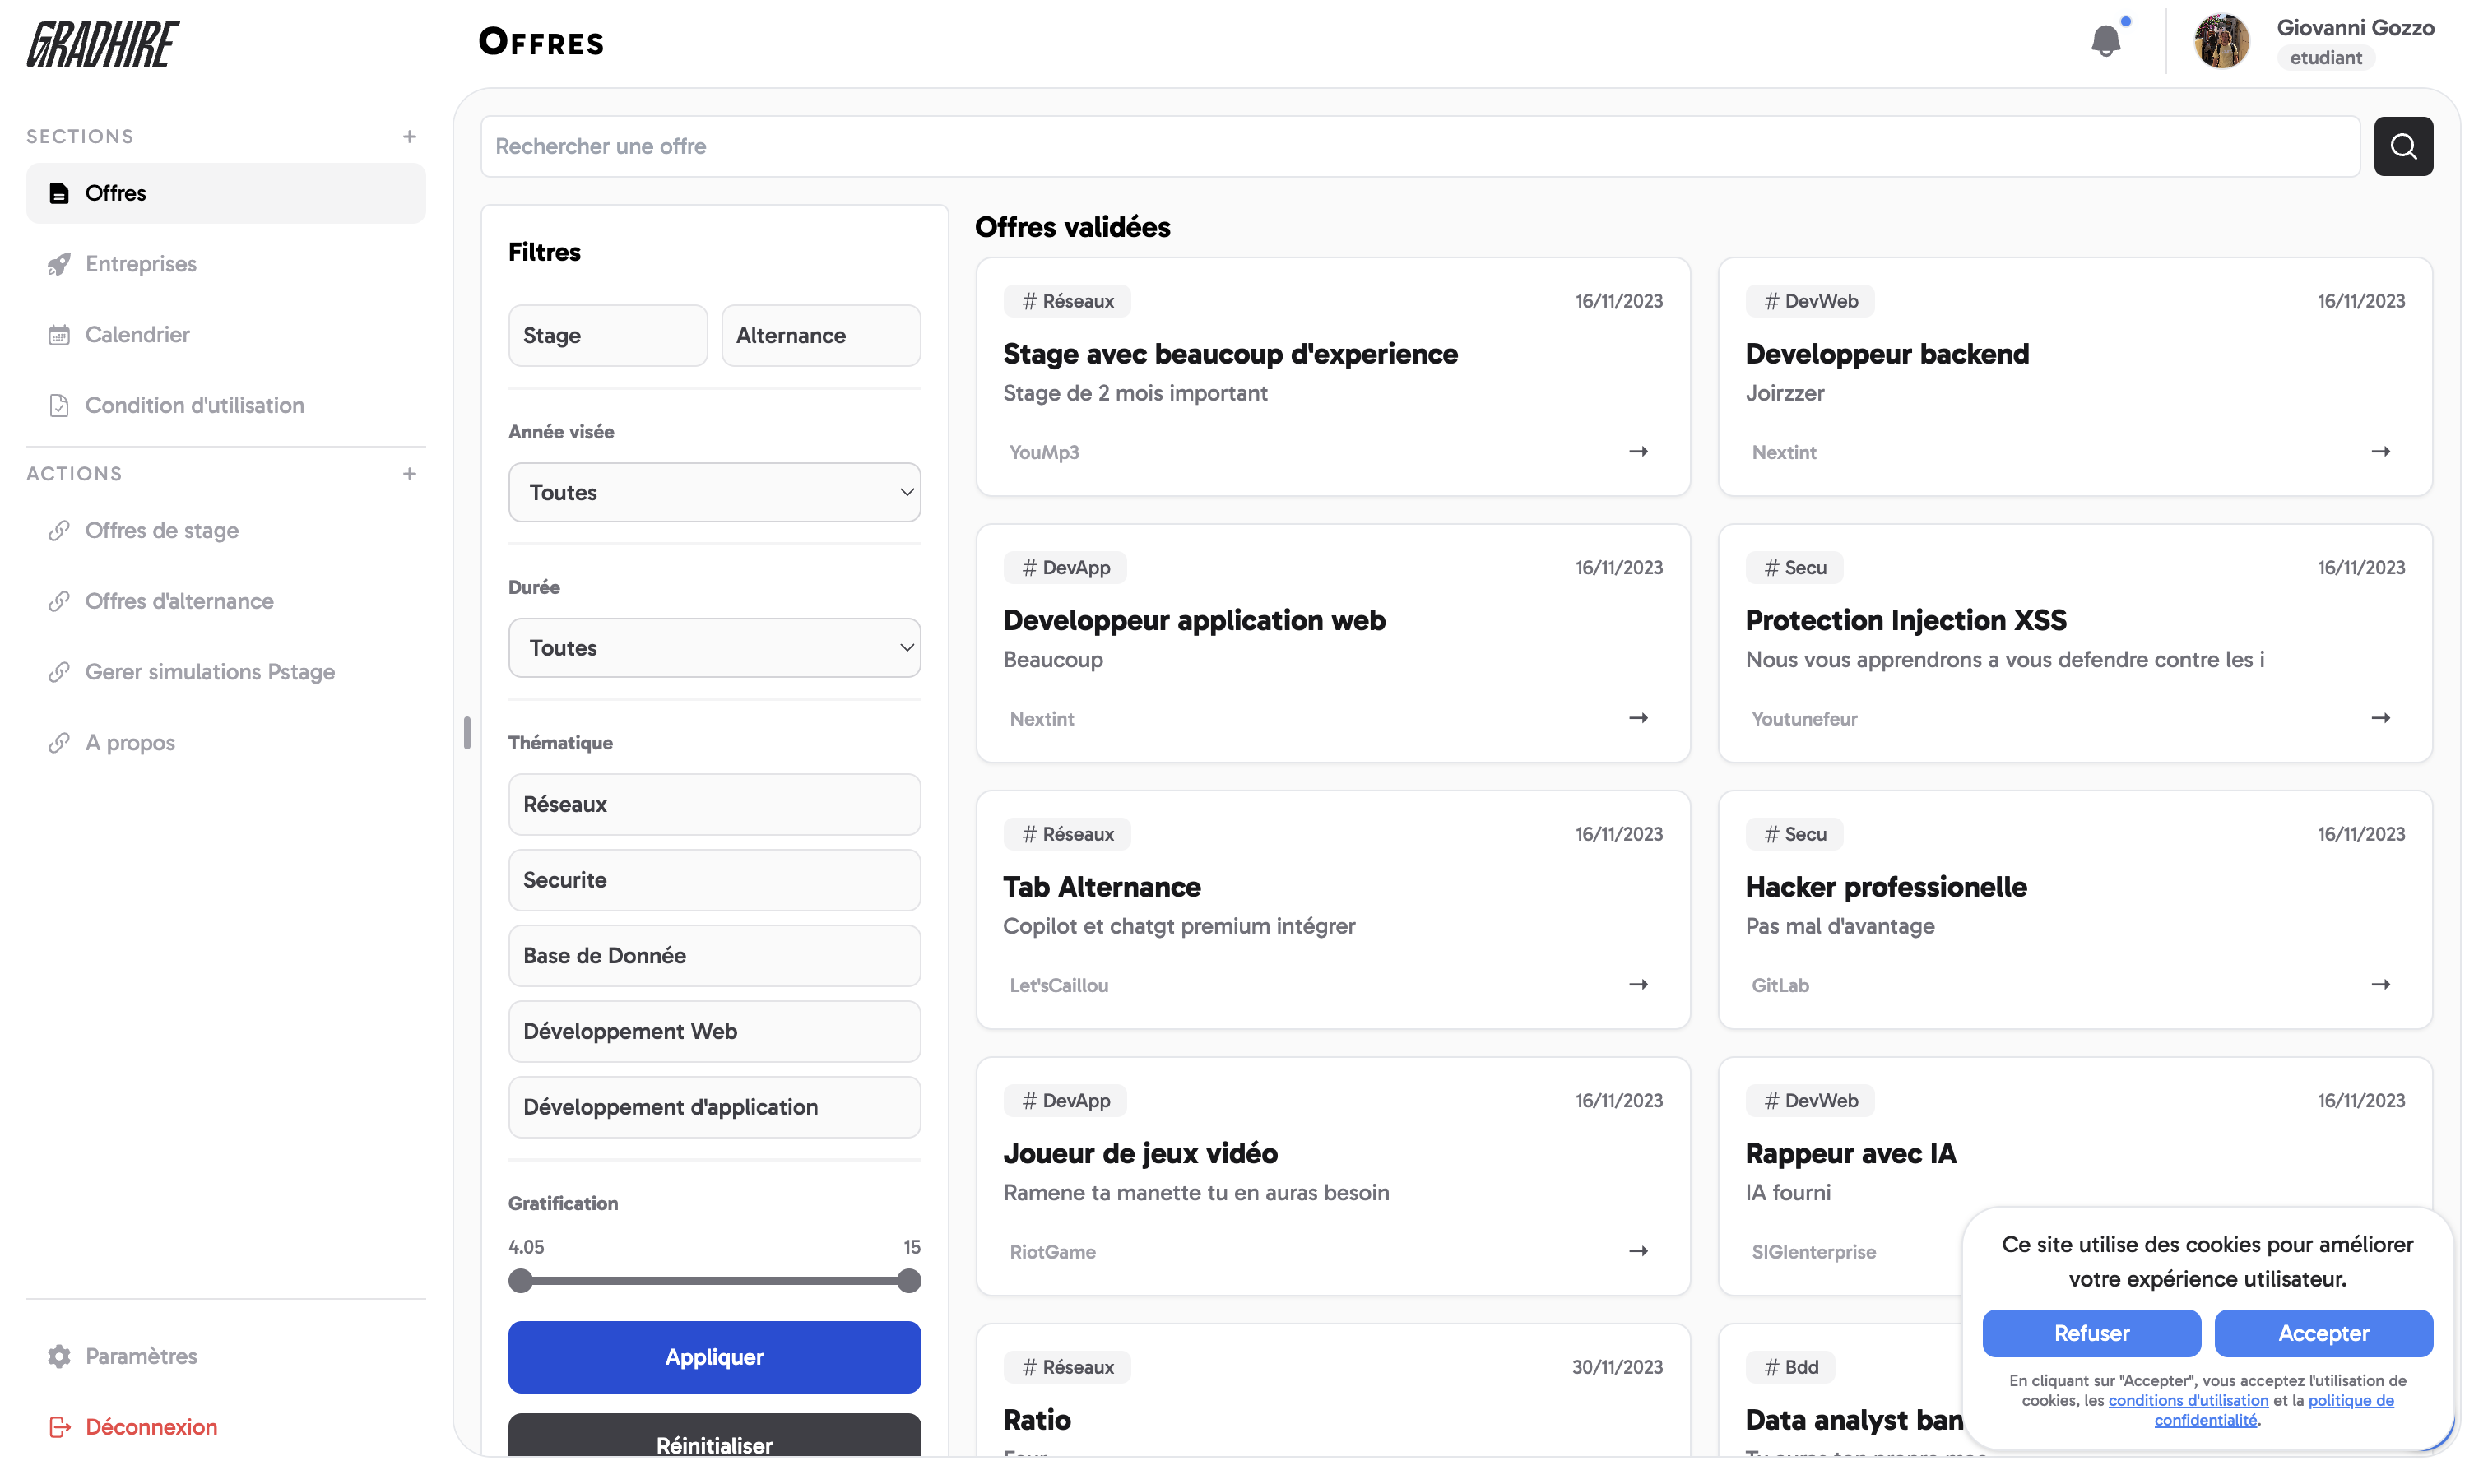 GRADHIRE
OFFRES
Giovanni Gozzo
etudiant
SECTIONS +
Offres
Entreprises
Calendrier
Condition d'utilisation
ACTIONS +
Offres de stage
Offres d'alternance
Gerer simulations Pstage
A propos
Paramètres
Déconnexion
Rechercher une offre
Filtres
Stage
Alternance
Année visée
Toutes
Durée
Toutes
Thématique
Réseaux
Securite
Base de Donnée
Développement Web
Développement d'application
Gratification
4.05 15
Appliquer
Réinitialiser
Offres validées
# Réseaux 16/11/2023
Stage avec beaucoup d'experience
Stage de 2 mois important
YouMp3 →
# DevWeb 16/11/2023
Developpeur backend
Joirzzer
Nextint →
# DevApp 16/11/2023
Developpeur application web
Beaucoup
Nextint →
# Secu 16/11/2023
Protection Injection XSS
Nous vous apprendrons a vous defendre contre les i
Youtunefeur →
# Réseaux 16/11/2023
Tab Alternance
Copilot et chatgt premium intégrer
Let'sCaillou →
# Secu 16/11/2023
Hacker professionelle
Pas mal d'avantage
GitLab →
# DevApp 16/11/2023
Joueur de jeux vidéo
Ramene ta manette tu en auras besoin
RiotGame →
# DevWeb 16/11/2023
Rappeur avec IA
IA fourni
SIGIenterprise
# Réseaux 30/11/2023
Ratio
# Bdd
Data analyst ban
Ce site utilise des cookies pour améliorer
votre expérience utilisateur.
Refuser
Accepter
En cliquant sur "Accepter", vous acceptez l'utilisation de
cookies, les conditions d'utilisation et la politique de
confidentialité.